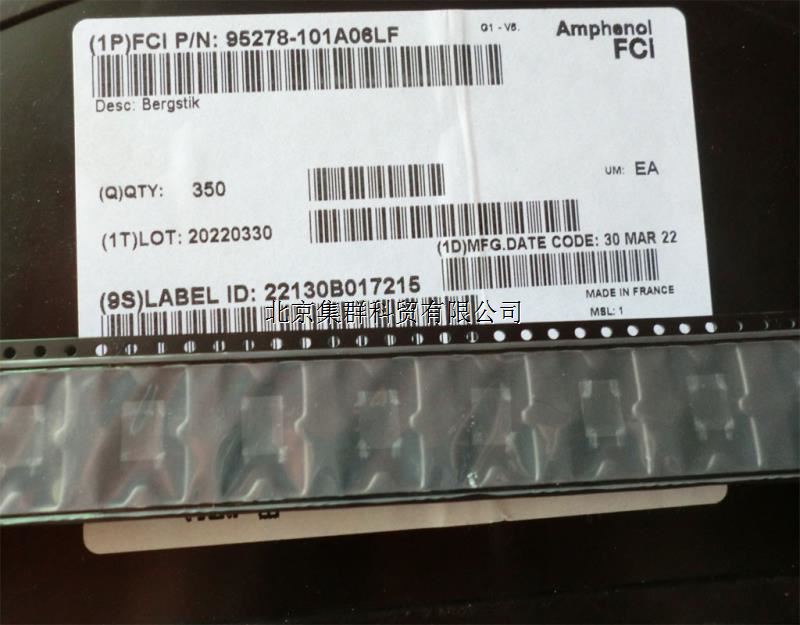 (1P)FCI P/N: 95278-101A06LF
Q1 - V6.
Amphenol
FCI
Desc: Bergstik
(Q)QTY: 350
UM: EA
(1T)LOT: 20220330
(1D)MFG.DATE CODE: 30 MAR 22
(9S)LABEL ID: 22130B017215
MADE IN FRANCE
MSL: 1
北京集群科贸有限公司